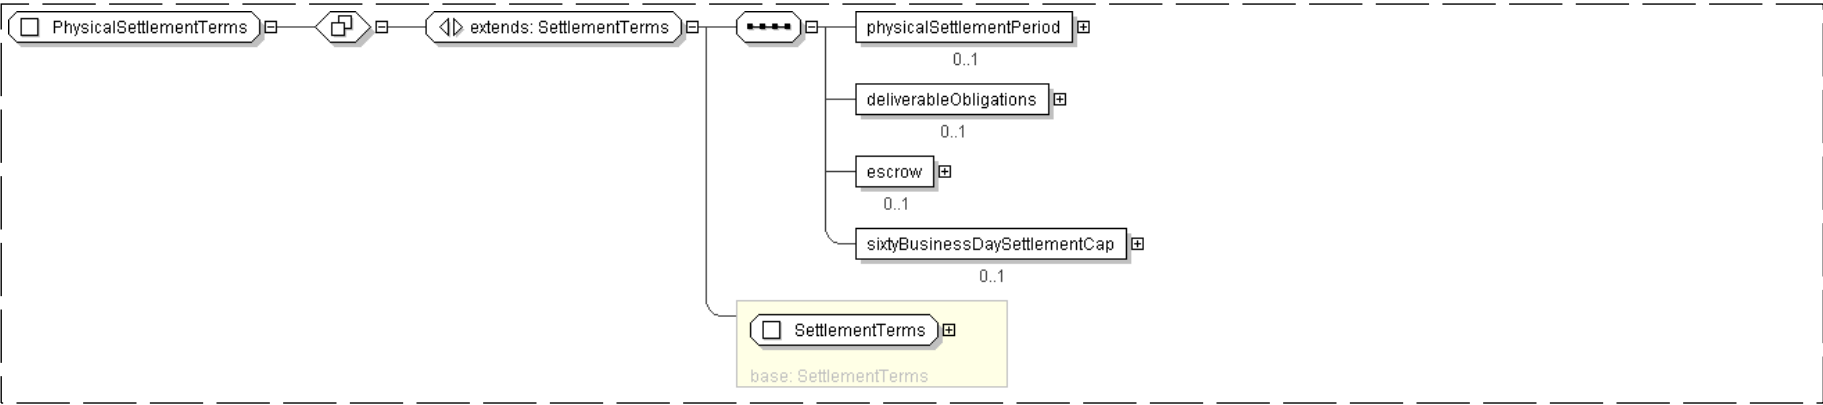 PhysicalSettlementTerms
extends: SettlementTerms
physicalSettlementPeriod
0..1
deliverableObligations
0..1
escrow
0..1
sixtyBusinessDaySettlementCap
0..1
SettlementTerms
base: SettlementTerms